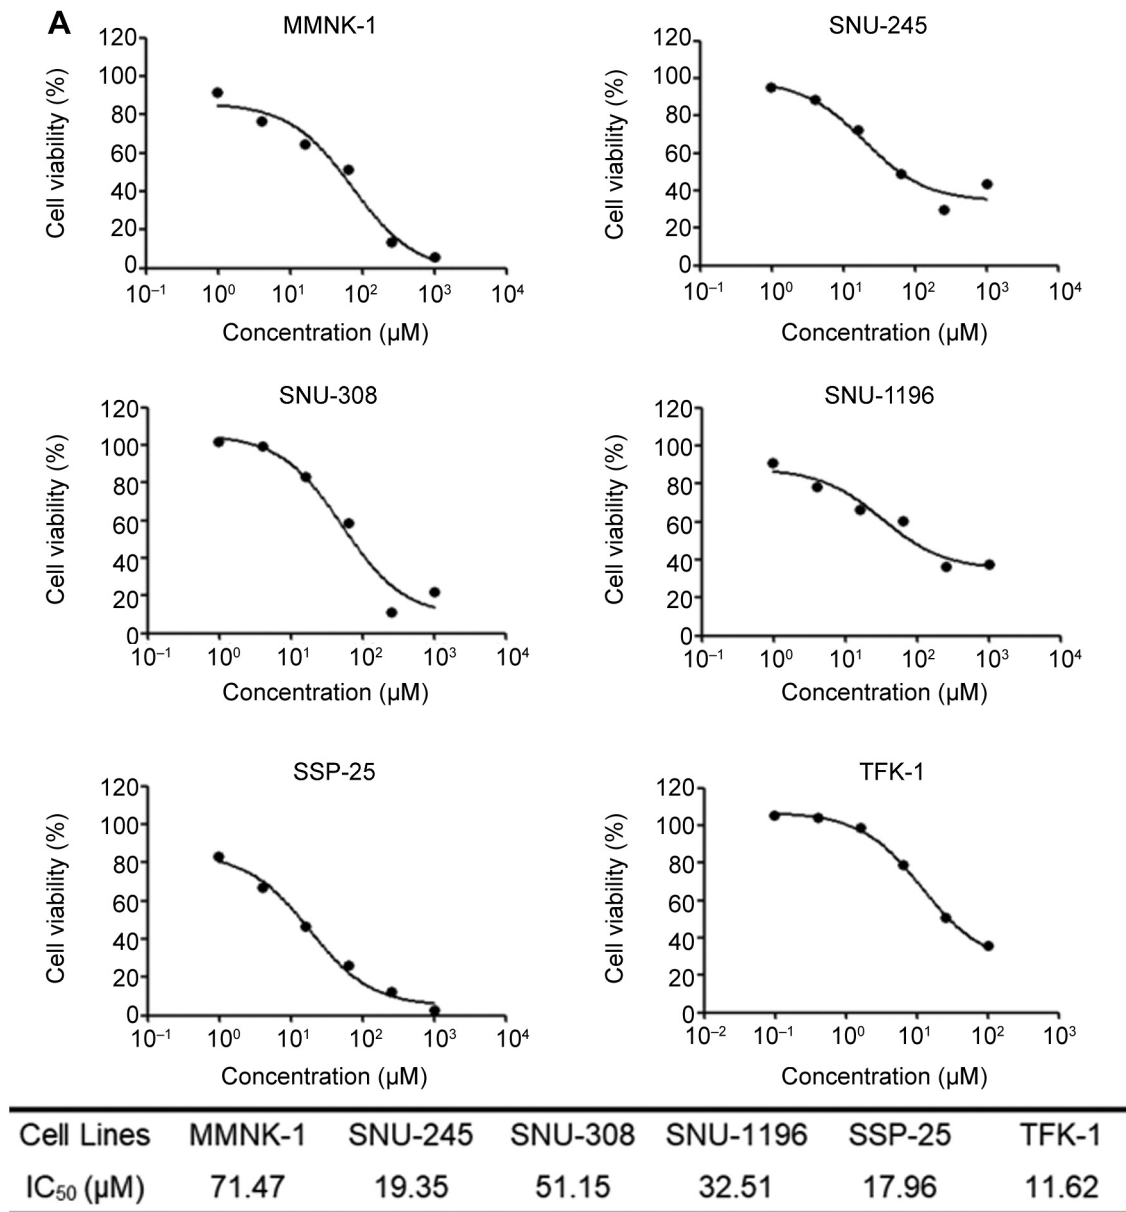 A
MMNK-1
120
100
80
60
40
20
0
Cell viability (%)
10⁻¹ 10⁰ 10¹ 10² 10³ 10⁴
Concentration (µM)
SNU-245
120
100
80
60
40
20
0
Cell viability (%)
10⁻¹ 10⁰ 10¹ 10² 10³ 10⁴
Concentration (µM)
SNU-308
120
100
80
60
40
20
0
Cell viability (%)
10⁻¹ 10⁰ 10¹ 10² 10³ 10⁴
Concentration (µM)
SNU-1196
120
100
80
60
40
20
0
Cell viability (%)
10⁻¹ 10⁰ 10¹ 10² 10³ 10⁴
Concentration (µM)
SSP-25
120
100
80
60
40
20
0
Cell viability (%)
10⁻¹ 10⁰ 10¹ 10² 10³ 10⁴
Concentration (µM)
TFK-1
120
100
80
60
40
20
0
Cell viability (%)
10⁻² 10⁻¹ 10⁰ 10¹ 10² 10³
Concentration (µM)
Cell Lines MMNK-1 SNU-245 SNU-308 SNU-1196 SSP-25 TFK-1
IC₅₀ (µM) 71.47 19.35 51.15 32.51 17.96 11.62